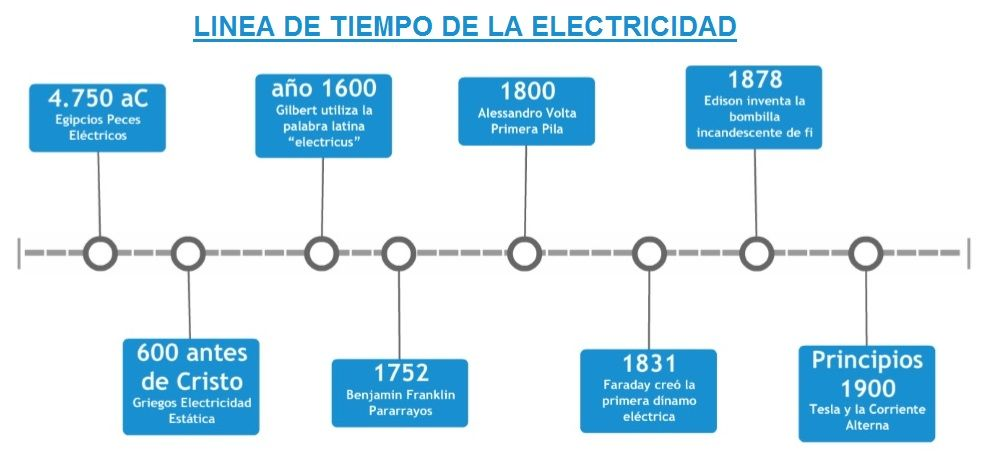 LINEA DE TIEMPO DE LA ELECTRICIDAD
4.750 aC
Egipcios Peces
Eléctricos
600 antes
de Cristo
Griegos Electricidad
Estática
año 1600
Gilbert utiliza la
palabra latina
“electricus”
1752
Benjamin Franklin
Pararrayos
1800
Alessandro Volta
Primera Pila
1831
Faraday creó la
primera dínamo
eléctrica
1878
Edison inventa la
bombilla
incandescente de fi
Principios
1900
Tesla y la Corriente
Alterna